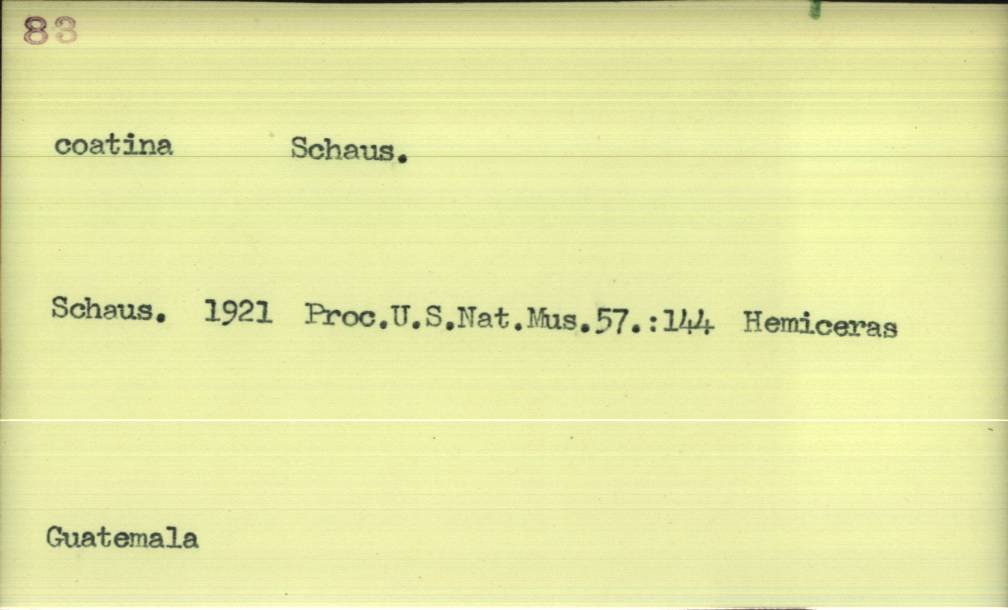 83
coatina Schaus.
Schaus. 1921 Proc.U.S.Nat.Mus.57.:144 Hemiceras
Guatemala